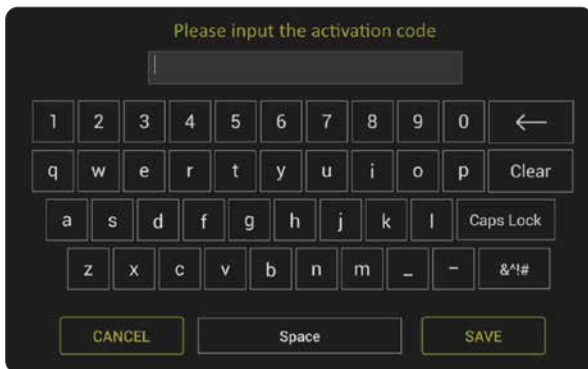 Please input the activation code
1 2 3 4 5 6 7 8 9 0 ←
q w e r t y u i o p Clear
a s d f g h j k l Caps Lock
z x c v b n m _ – &^!#
CANCEL Space SAVE